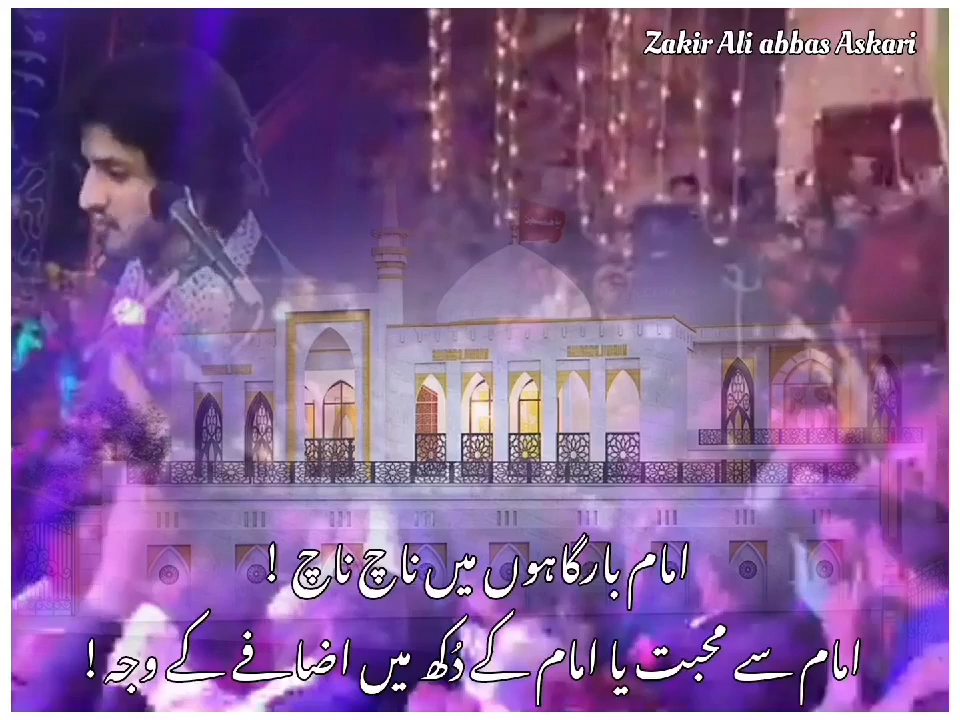 Zakir Ali abbas Askari
امام بارگاہوں میں ناچ ناچ !
امام سے محبت یا امام کے دُکھ میں اضافے کے وجہ !